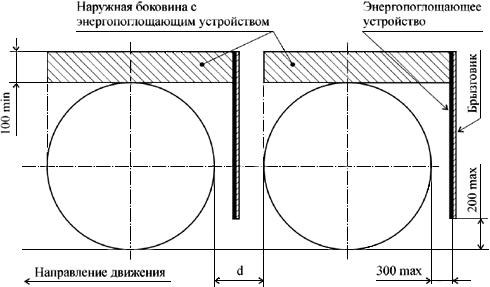 Наружная боковина с
энергопоглощающим устройством
Энергопоглощающее
устройство
100 min
Брызговик
200 max
Направление движения
d
300 max